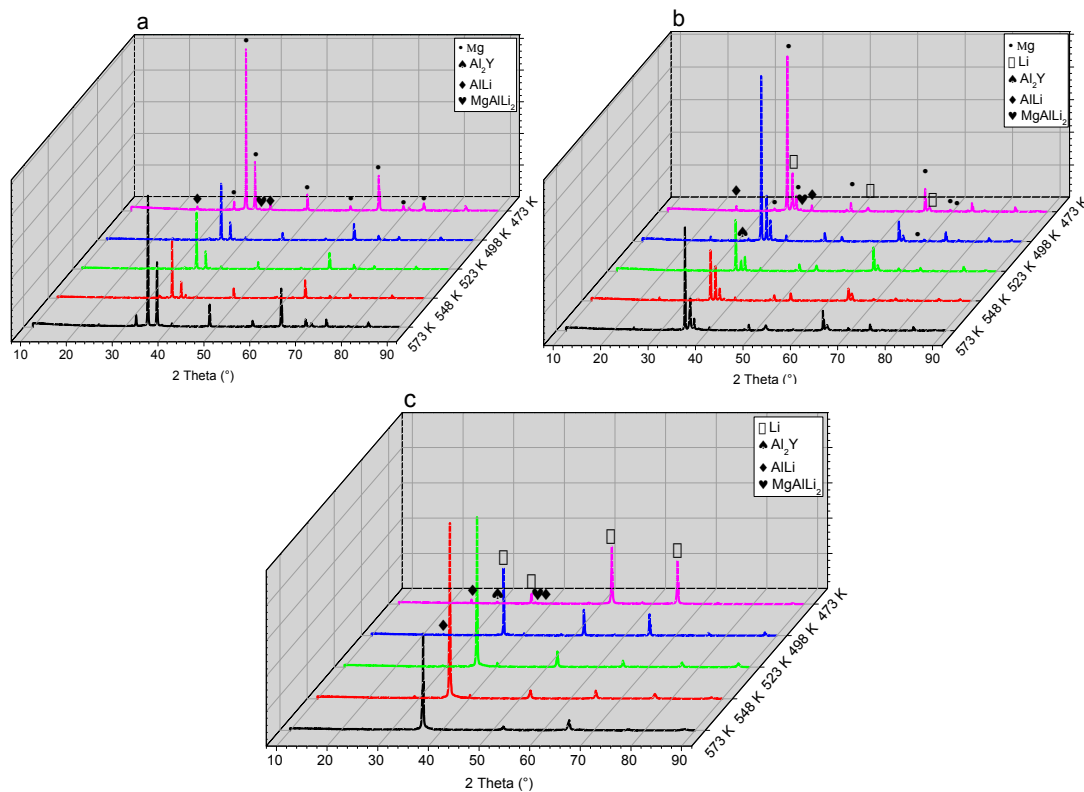 a
• Mg
♠ Al₂Y
♦ AlLi
♥ MgAlLi₂
473 K
498 K
523 K
548 K
573 K
10 20 30 40 50 60 70 80 90
2 Theta (°)
b
• Mg
▯ Li
♠ Al₂Y
♦ AlLi
♥ MgAlLi₂
473 K
498 K
523 K
548 K
573 K
10 20 30 40 50 60 70 80 90
2 Theta (°)
c
▯ Li
♠ Al₂Y
♦ AlLi
♥ MgAlLi₂
473 K
498 K
523 K
548 K
573 K
10 20 30 40 50 60 70 80 90
2 Theta (°)